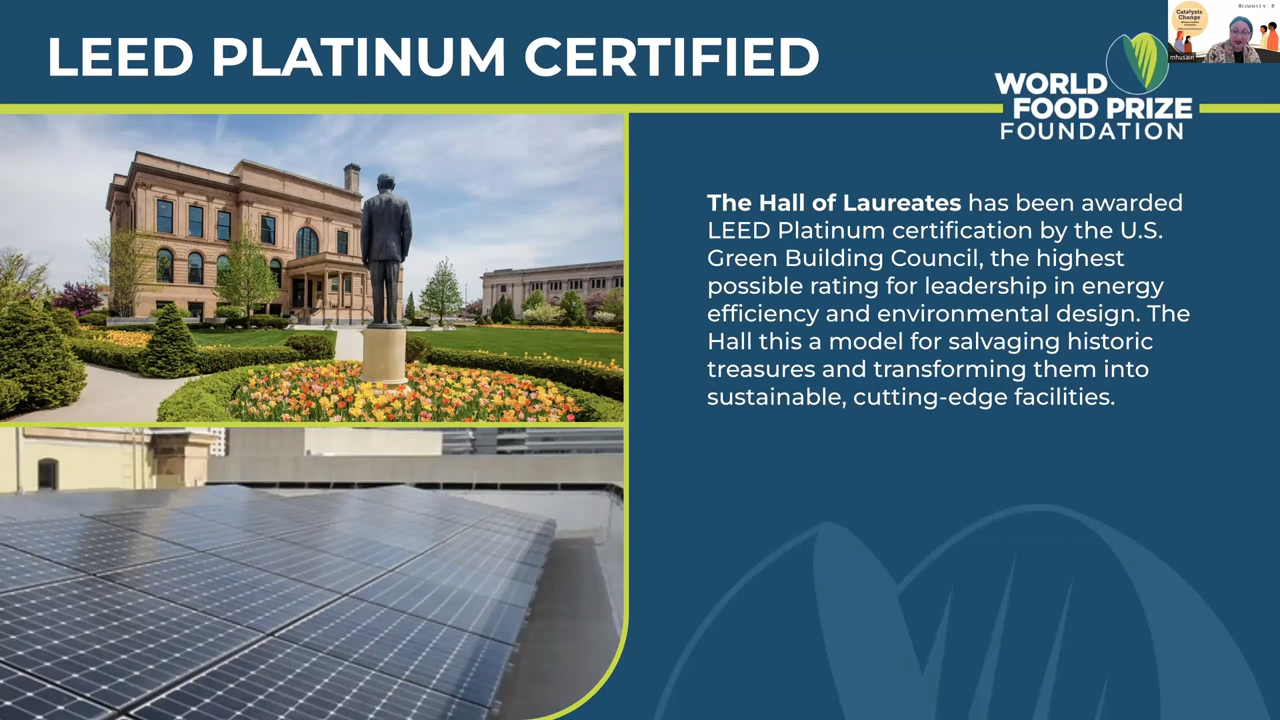 LEED PLATINUM CERTIFIED
Catalysts
Change
mhusain
WORLD
FOOD PRIZE
FOUNDATION
The Hall of Laureates has been awarded
LEED Platinum certification by the U.S.
Green Building Council, the highest
possible rating for leadership in energy
efficiency and environmental design. The
Hall this a model for salvaging historic
treasures and transforming them into
sustainable, cutting-edge facilities.